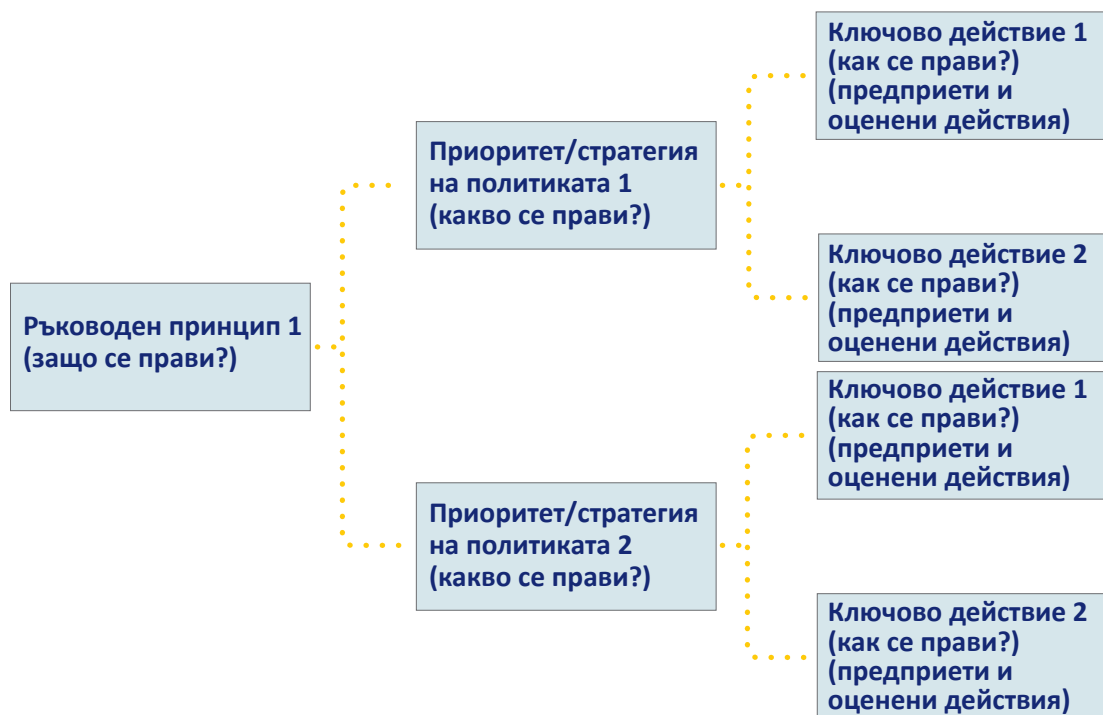 Ръководен принцип 1
(защо се прави?)
Приоритет/стратегия
на политиката 1
(какво се прави?)
Ключово действие 1
(как се прави?)
(предприети и
оценени действия)
Ключово действие 2
(как се прави?)
(предприети и
оценени действия)
Приоритет/стратегия
на политиката 2
(какво се прави?)
Ключово действие 1
(как се прави?)
(предприети и
оценени действия)
Ключово действие 2
(как се прави?)
(предприети и
оценени действия)